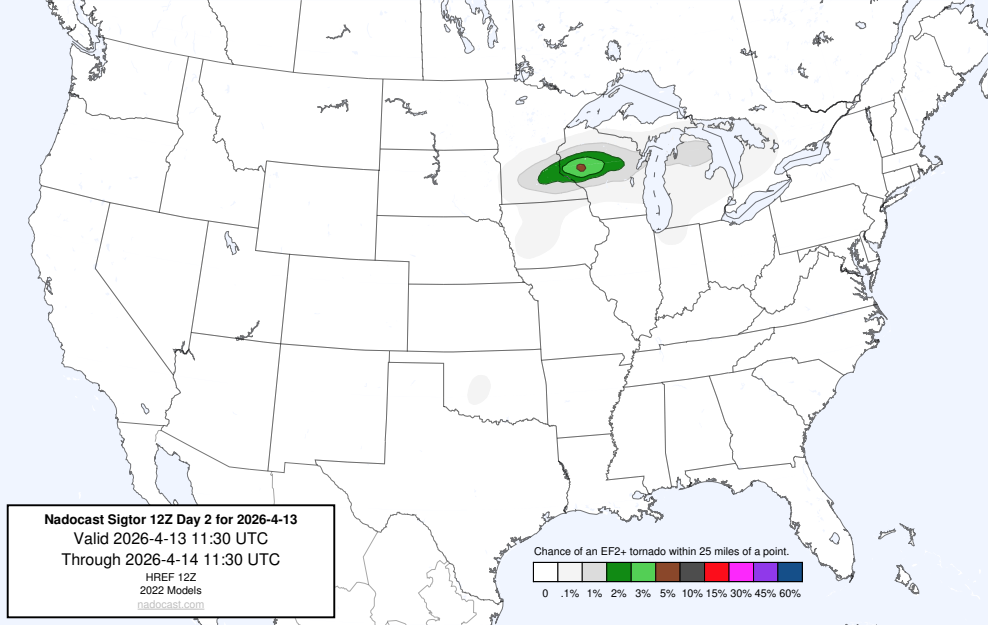 Nadocast Sigtor 12Z Day 2 for 2026-4-13
Valid 2026-4-13 11:30 UTC
Through 2026-4-14 11:30 UTC
HREF 12Z
2022 Models
nadocast.com
Chance of an EF2+ tornado within 25 miles of a point.
0 .1% 1% 2% 3% 5% 10% 15% 30% 45% 60%